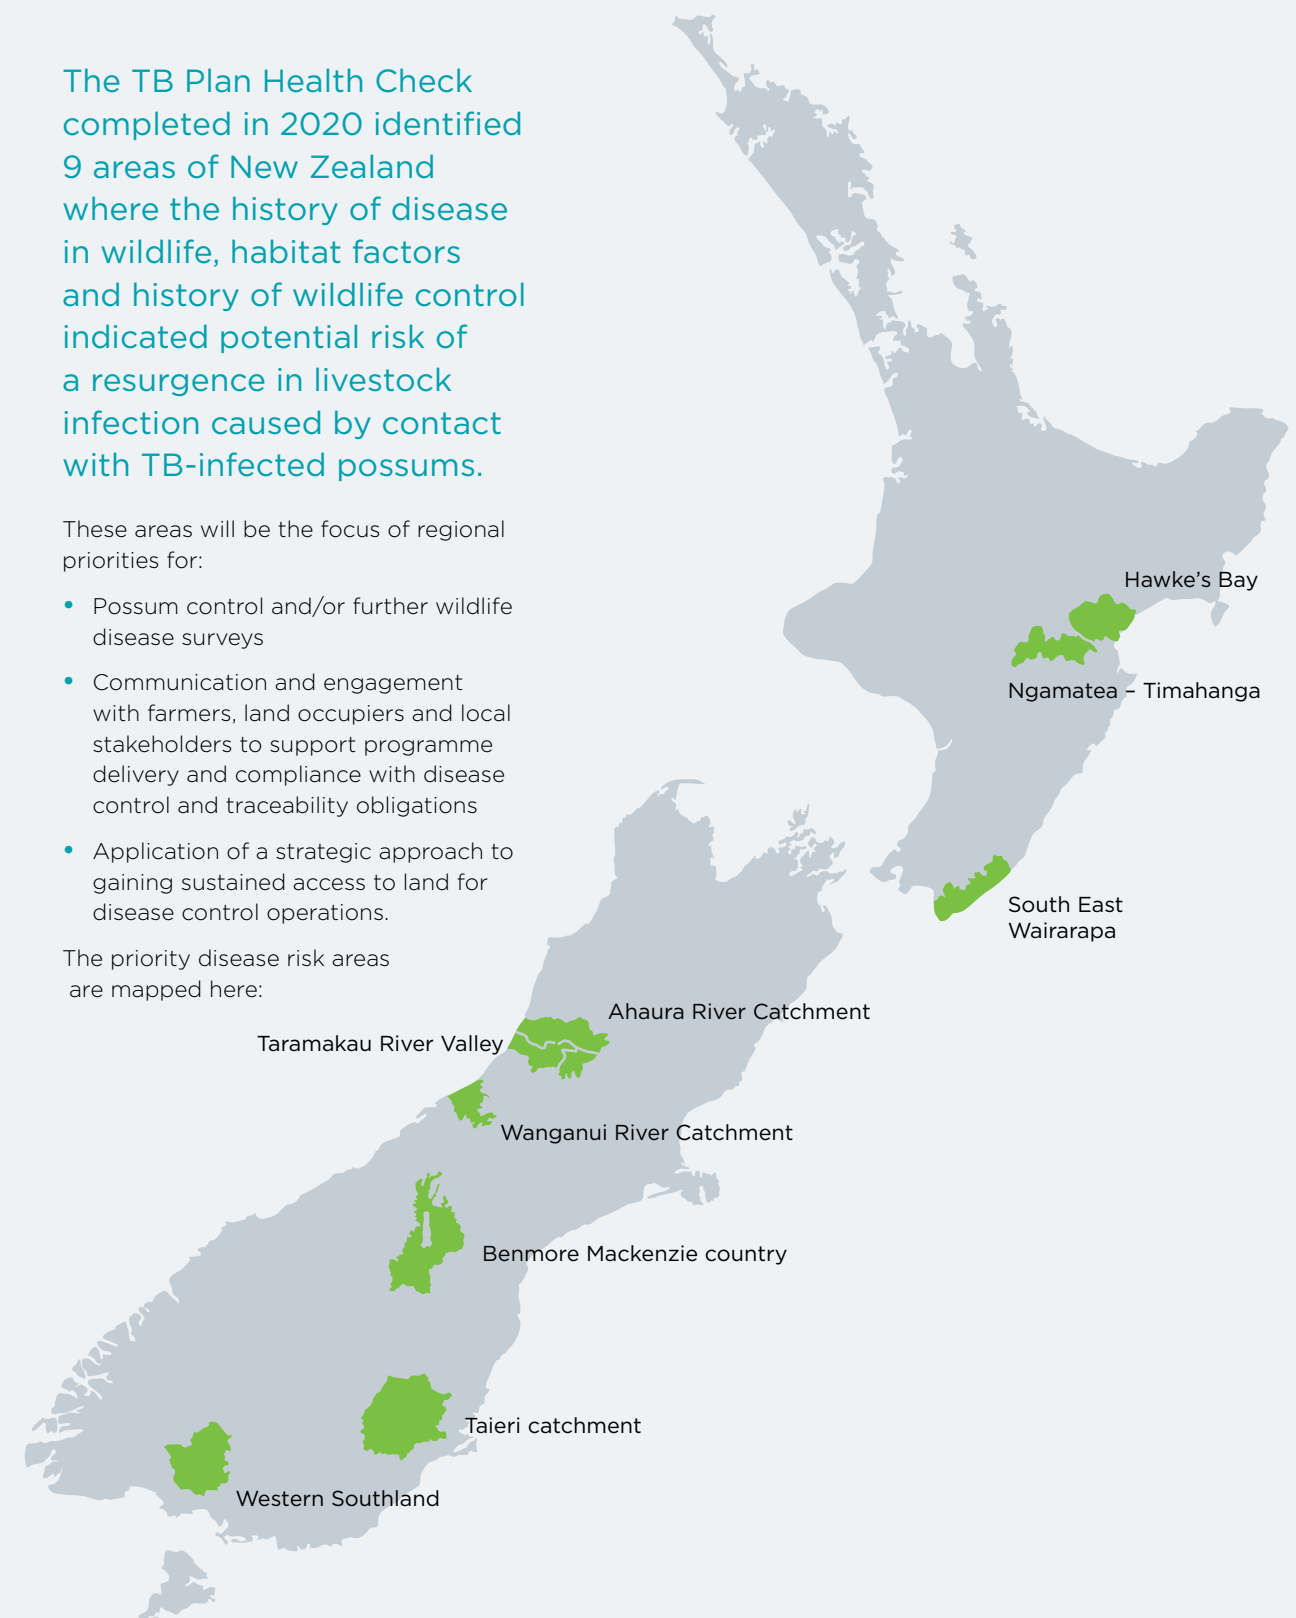 The TB Plan Health Check
completed in 2020 identified
9 areas of New Zealand
where the history of disease
in wildlife, habitat factors
and history of wildlife control
indicated potential risk of
a resurgence in livestock
infection caused by contact
with TB-infected possums.
These areas will be the focus of regional
priorities for:
• Possum control and/or further wildlife
disease surveys
• Communication and engagement
with farmers, land occupiers and local
stakeholders to support programme
delivery and compliance with disease
control and traceability obligations
• Application of a strategic approach to
gaining sustained access to land for
disease control operations.
The priority disease risk areas
are mapped here:
Hawke's Bay
Ngamatea – Timahanga
South East
Wairarapa
Ahaura River Catchment
Taramakau River Valley
Wanganui River Catchment
Benmore Mackenzie country
Taieri catchment
Western Southland